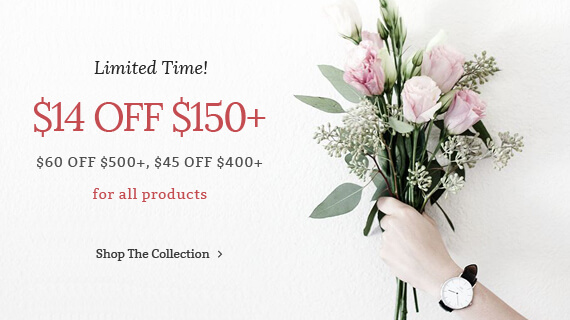 Limited Time!
$14 OFF $150+
$60 OFF $500+, $45 OFF $400+
for all products
Shop The Collection >